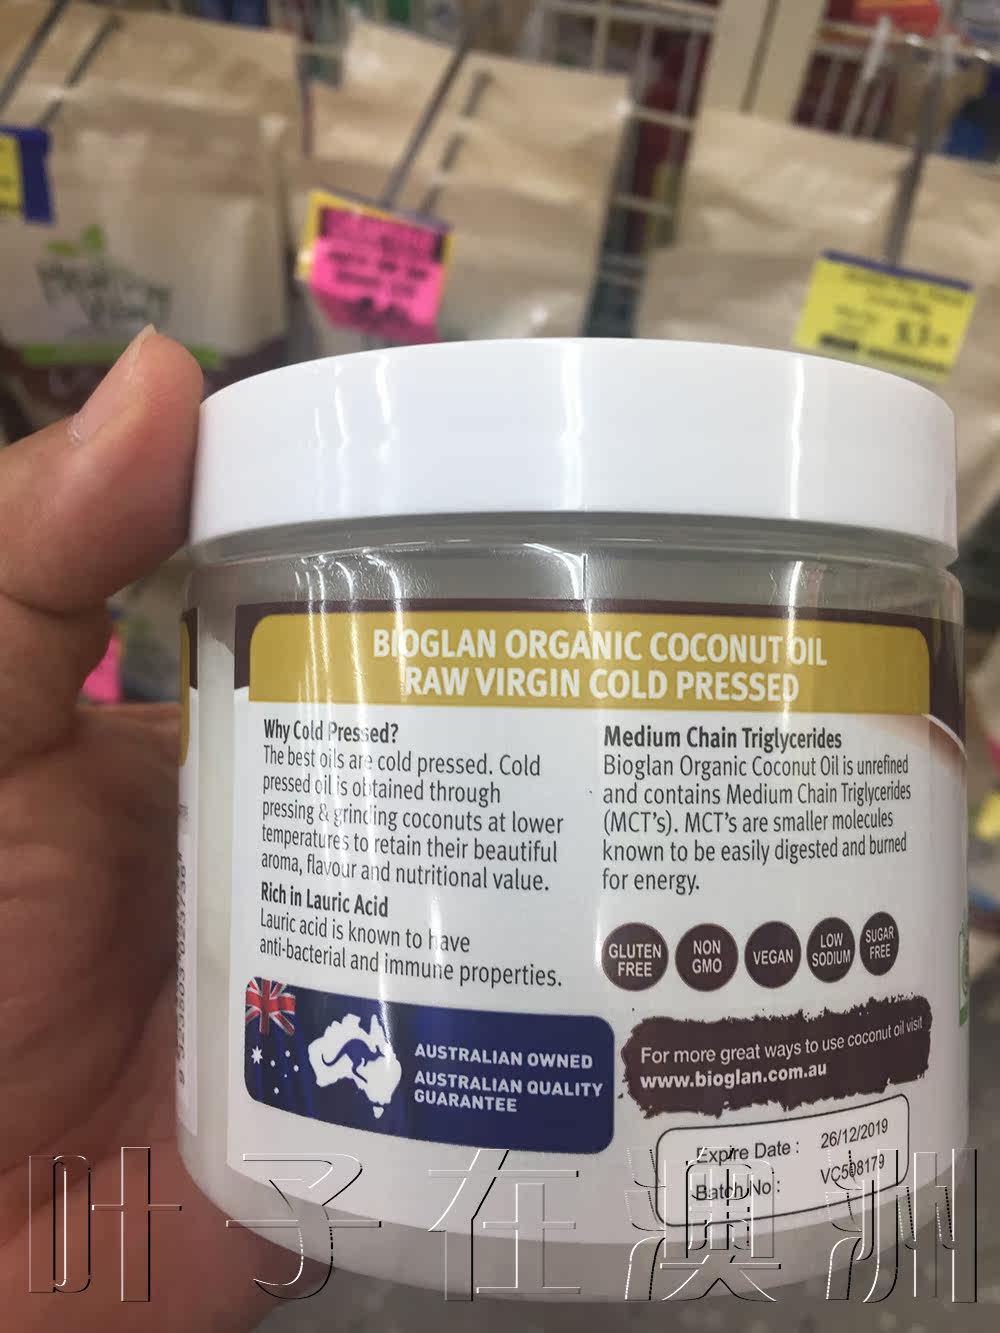 BIOGLAN ORGANIC COCONUT OIL
RAW VIRGIN COLD PRESSED
Why Cold Pressed?
The best oils are cold pressed. Cold
pressed oil is obtained through
pressing & grinding coconuts at lower
temperatures to retain their beautiful
aroma, flavour and nutritional value.
Rich in Lauric Acid
Lauric acid is known to have
anti-bacterial and immune properties.
Medium Chain Triglycerides
Bioglan Organic Coconut Oil is unrefined
and contains Medium Chain Triglycerides
(MCT's). MCT's are smaller molecules
known to be easily digested and burned
for energy.
GLUTEN
FREE
NON
GMO
VEGAN
LOW
SODIUM
SUGAR
FREE
AUSTRALIAN OWNED
AUSTRALIAN QUALITY
GUARANTEE
For more great ways to use coconut oil visit
www.bioglan.com.au
Expire Date : 26/12/2019
Batch No : VC508179
叶子在澳洲